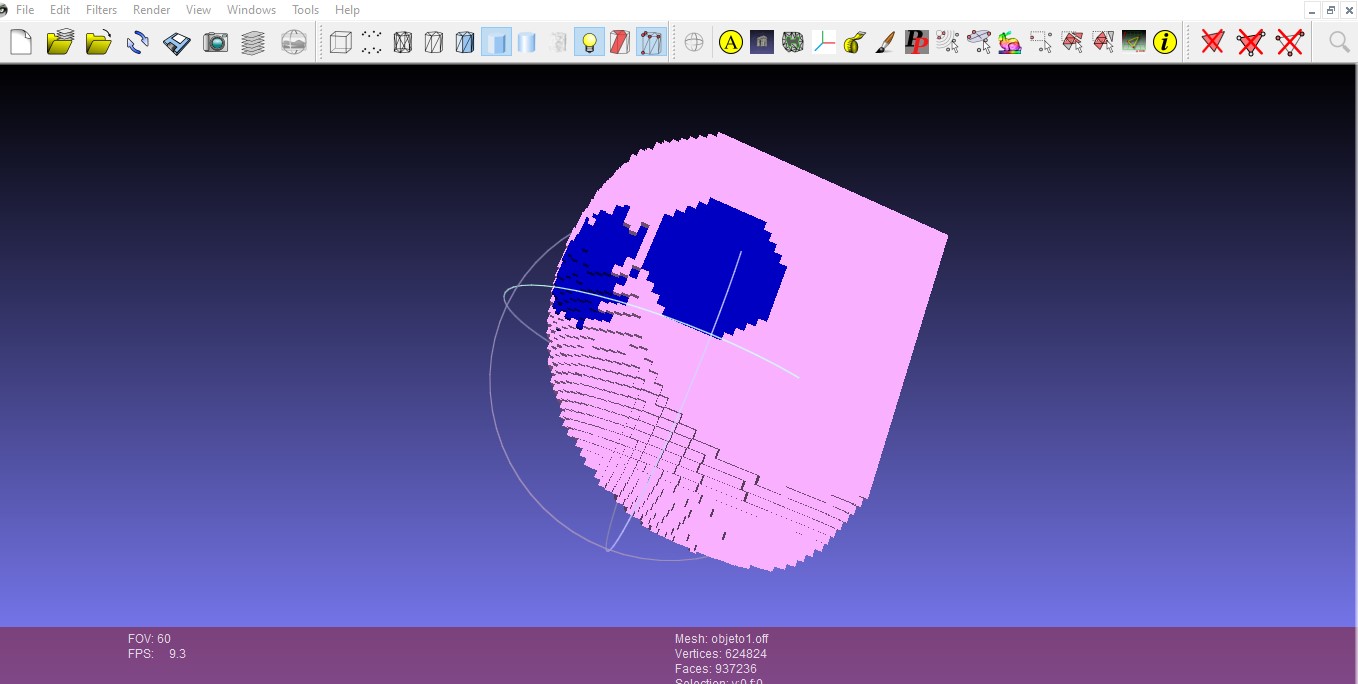 File Edit Filters Render View Windows Tools Help
A
PP
i
FOV: 60
FPS: 9.3
Mesh: objeto1.off
Vertices: 624824
Faces: 937236
Selection: v:0 f:0